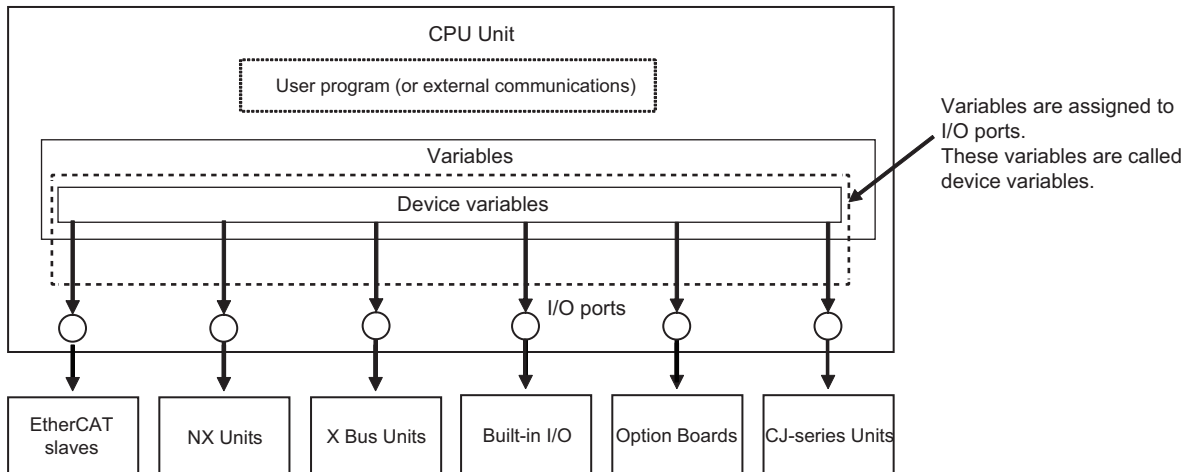 CPU Unit
User program (or external communications)
Variables are assigned to
I/O ports.
These variables are called
device variables.
Variables
Device variables
I/O ports
EtherCAT
slaves
NX Units
X Bus Units
Built-in I/O
Option Boards
CJ-series Units